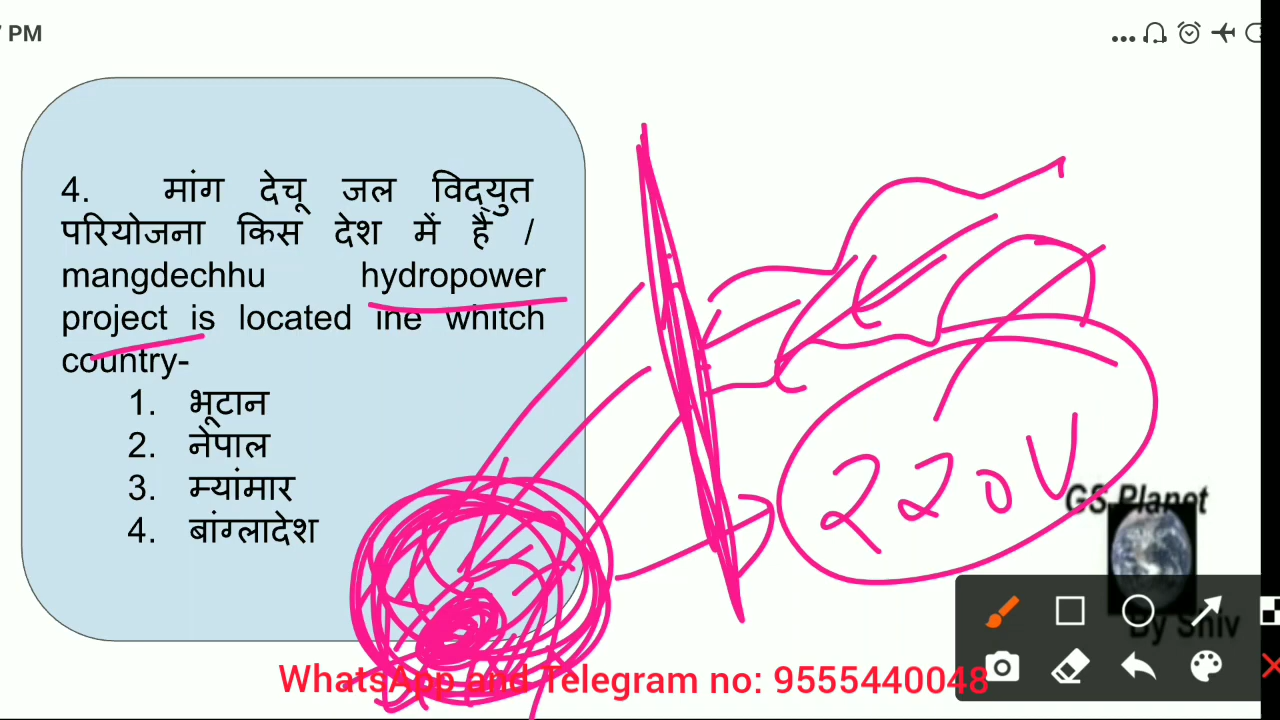 7 PM
4. मांग देचू जल विद्युत
परियोजना किस देश में है /
mangdechhu hydropower
project is located ine whitch
country-
1. भूटान
2. नेपाल
3. म्यांमार
4. बांग्लादेश
220V
GS Planet
By Shiv
WhatsApp and Telegram no: 9555440048